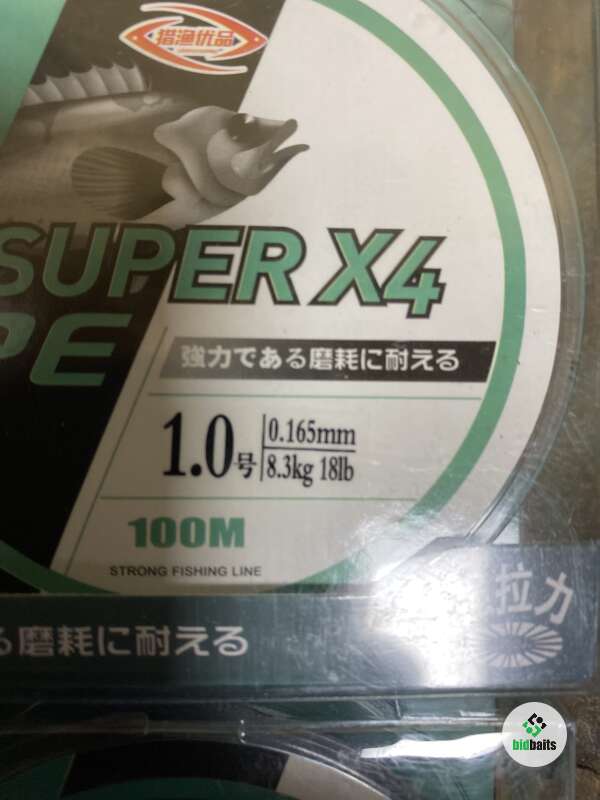 猎渔优品
SUPER X4
PE
強力である磨耗に耐える
1.0号
0.165mm
8.3kg 18lb
100M
STRONG FISHING LINE
拉力
る磨耗に耐える
bidbaits